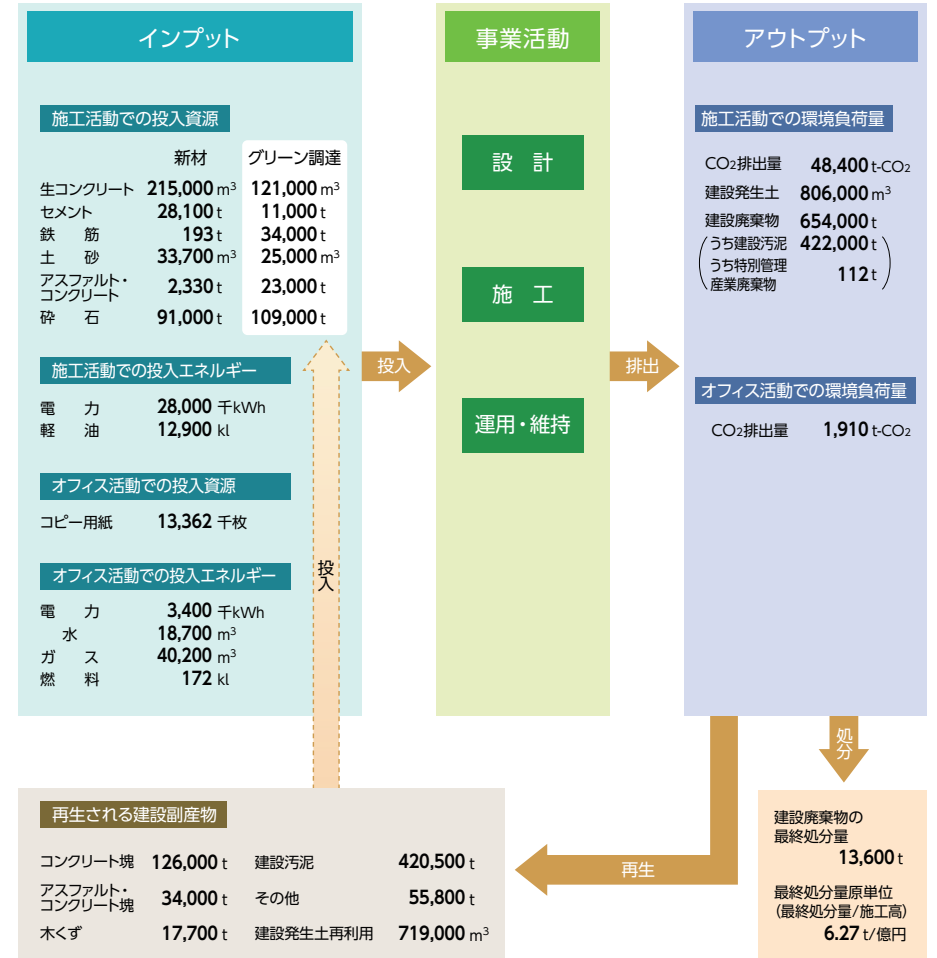 インプット
施工活動での投入資源
新材 グリーン調達
生コンクリート 215,000 m³ 121,000 m³
セメント 28,100 t 11,000 t
鉄筋 193 t 34,000 t
土砂 33,700 m³ 25,000 m³
アスファルト・
コンクリート 2,330 t 23,000 t
砕石 91,000 t 109,000 t
施工活動での投入エネルギー
電力 28,000 千kWh
軽油 12,900 kl
オフィス活動での投入資源
コピー用紙 13,362 千枚
オフィス活動での投入エネルギー
電力 3,400 千kWh
水 18,700 m³
ガス 40,200 m³
燃料 172 kl
投入
投入
事業活動
設計
施工
運用・維持
排出
アウトプット
施工活動での環境負荷量
CO₂排出量 48,400 t-CO₂
建設発生土 806,000 m³
建設廃棄物 654,000 t
(うち建設汚泥 422,000 t
うち特別管理
産業廃棄物 112 t)
オフィス活動での環境負荷量
CO₂排出量 1,910 t-CO₂
処分
再生
再生される建設副産物
コンクリート塊 126,000 t 建設汚泥 420,500 t
アスファルト・
コンクリート塊 34,000 t その他 55,800 t
木くず 17,700 t 建設発生土再利用 719,000 m³
建設廃棄物の
最終処分量
13,600 t
最終処分量原単位
(最終処分量/施工高)
6.27 t/億円